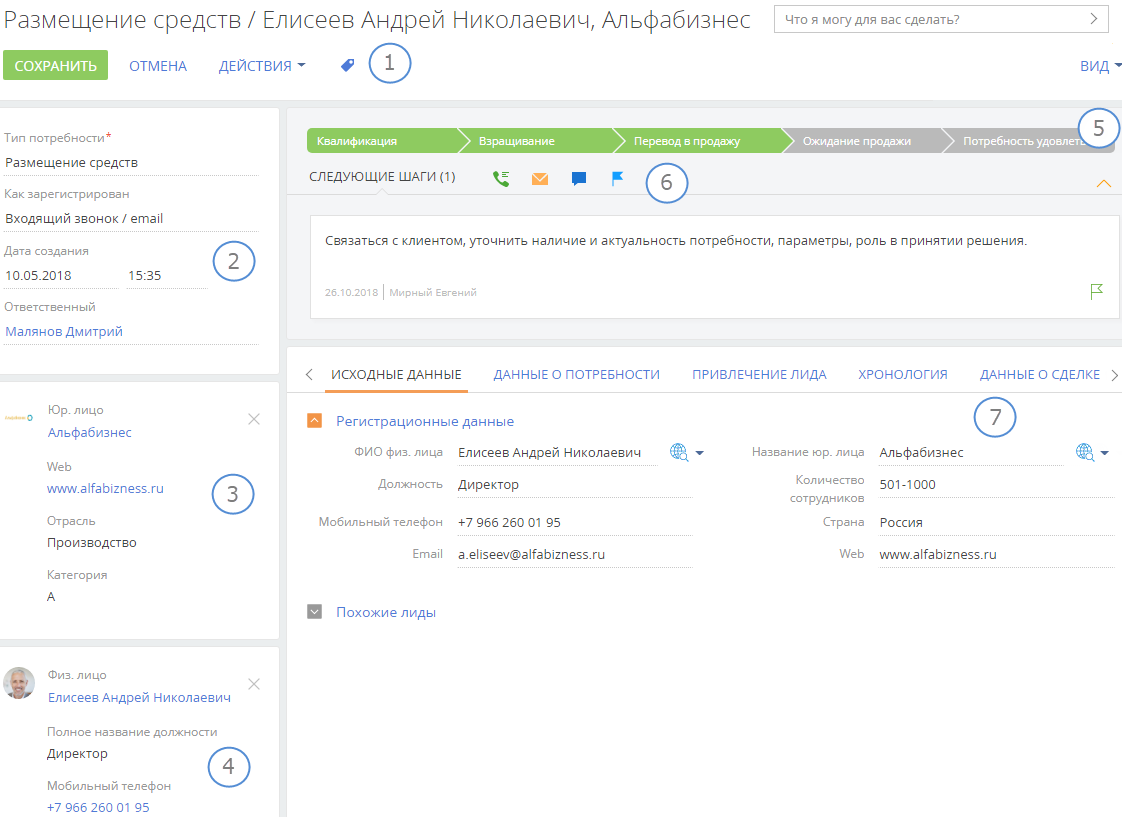 Размещение средств / Елисеев Андрей Николаевич, Альфабизнес
Что я могу для вас сделать?
СОХРАНИТЬ
ОТМЕНА
ДЕЙСТВИЯ
1
ВИД
Тип потребности*
Размещение средств
Как зарегистрирован
Входящий звонок / email
Дата создания
10.05.2018 15:35
2
Ответственный
Малянов Дмитрий
Юр. лицо
Альфабизнес
Web
www.alfabizness.ru
3
Отрасль
Производство
Категория
А
Физ. лицо
Елисеев Андрей Николаевич
Полное название должности
Директор
4
Мобильный телефон
+7 966 260 01 95
Квалификация
Взращивание
Перевод в продажу
Ожидание продажи
Потребность удовлет
5
СЛЕДУЮЩИЕ ШАГИ (1)
6
Связаться с клиентом, уточнить наличие и актуальность потребности, параметры, роль в принятии решения.
26.10.2018 | Мирный Евгений
ИСХОДНЫЕ ДАННЫЕ
ДАННЫЕ О ПОТРЕБНОСТИ
ПРИВЛЕЧЕНИЕ ЛИДА
ХРОНОЛОГИЯ
ДАННЫЕ О СДЕЛКЕ
7
Регистрационные данные
ФИО физ. лица Елисеев Андрей Николаевич
Должность Директор
Мобильный телефон +7 966 260 01 95
Email a.eliseev@alfabizness.ru
Название юр. лица Альфабизнес
Количество
сотрудников 501-1000
Страна Россия
Web www.alfabizness.ru
Похожие лиды